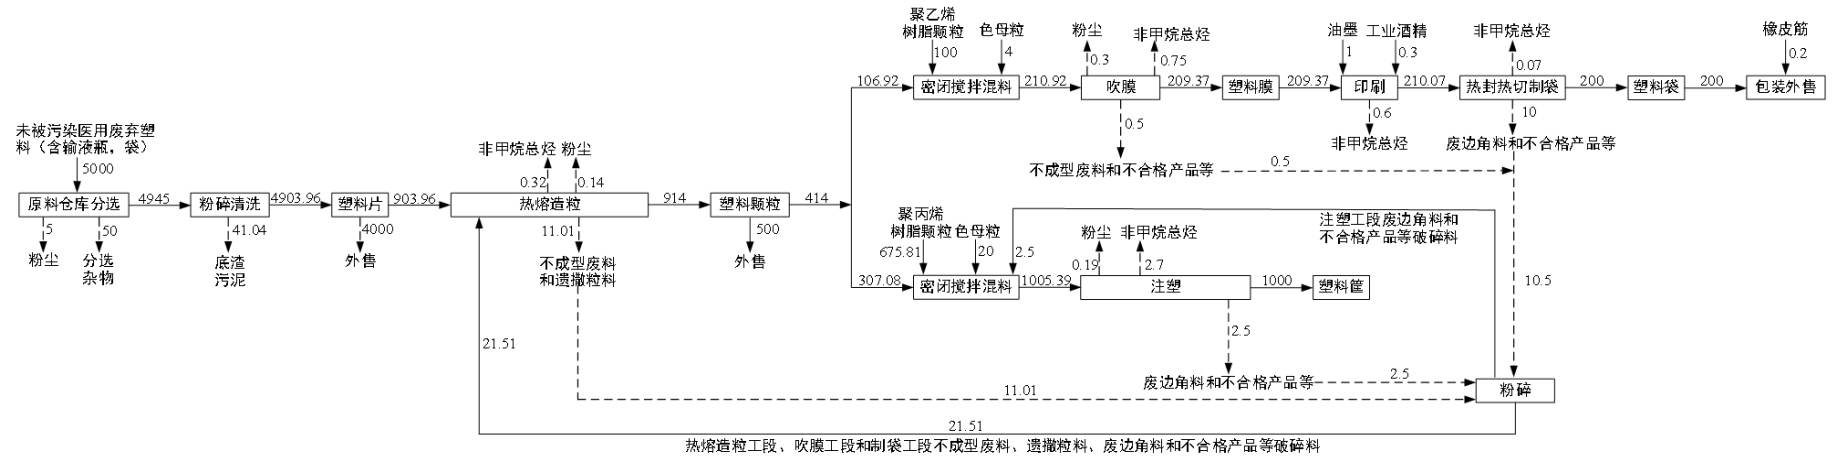 聚乙烯
树脂颗粒
100
色母粒
4
粉尘
0.3
非甲烷总烃
0.75
油墨
1
工业酒精
0.3
非甲烷总烃
0.07
橡皮筋
0.2
106.92
密闭搅拌混料
210.92
吹膜
209.37
塑料膜
209.37
印刷
210.07
热封热切制袋
200
塑料袋
200
包装外售
0.5
不成型废料和不合格产品等
0.5
0.6
非甲烷总烃
10
废边角料和不合格产品等
未被污染医用废弃塑
料（含输液瓶，袋）
5000
原料仓库分选
4945
粉碎清洗
4903.96
塑料片
903.96
非甲烷总烃
0.32
粉尘
0.14
热熔造粒
914
塑料颗粒
414
5
粉尘
50
分选
杂物
41.04
底渣
污泥
4000
外售
11.01
不成型废料
和遗撒粒料
500
外售
聚丙烯
树脂颗粒
675.81
色母粒
20
2.5
粉尘
0.19
非甲烷总烃
2.7
注塑工段废边角料和
不合格产品等破碎料
307.08
密闭搅拌混料
1005.39
注塑
1000
塑料筐
10.5
2.5
废边角料和不合格产品等
2.5
粉碎
21.51
11.01
21.51
热熔造粒工段、吹膜工段和制袋工段不成型废料、遗撒粒料、废边角料和不合格产品等破碎料